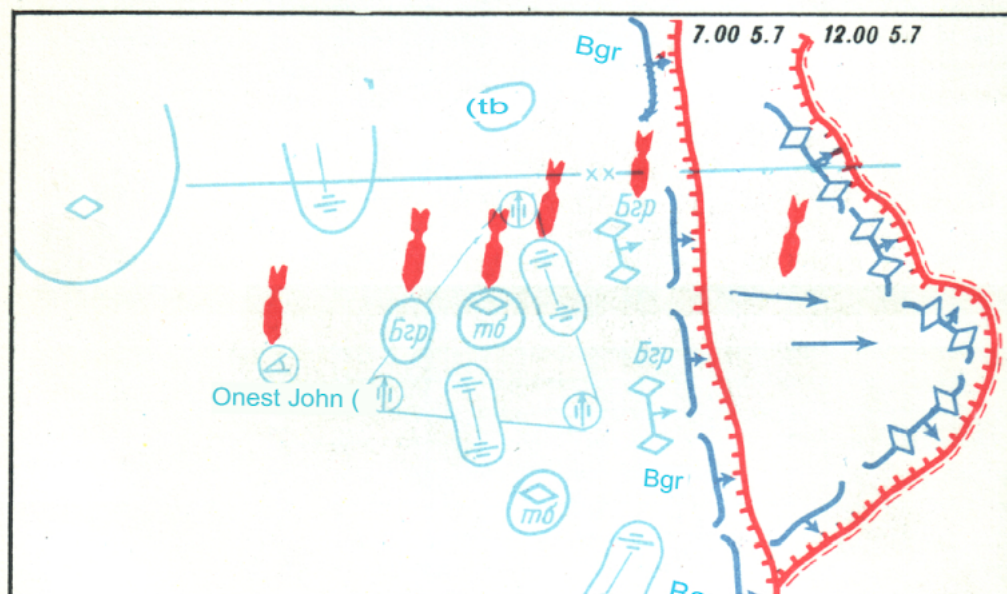 7.00 5.7 12.00 5.7
Bgr
(tb
××
Бгр
Бгр
тб
Бгр
Onest John (
Bgr
тб